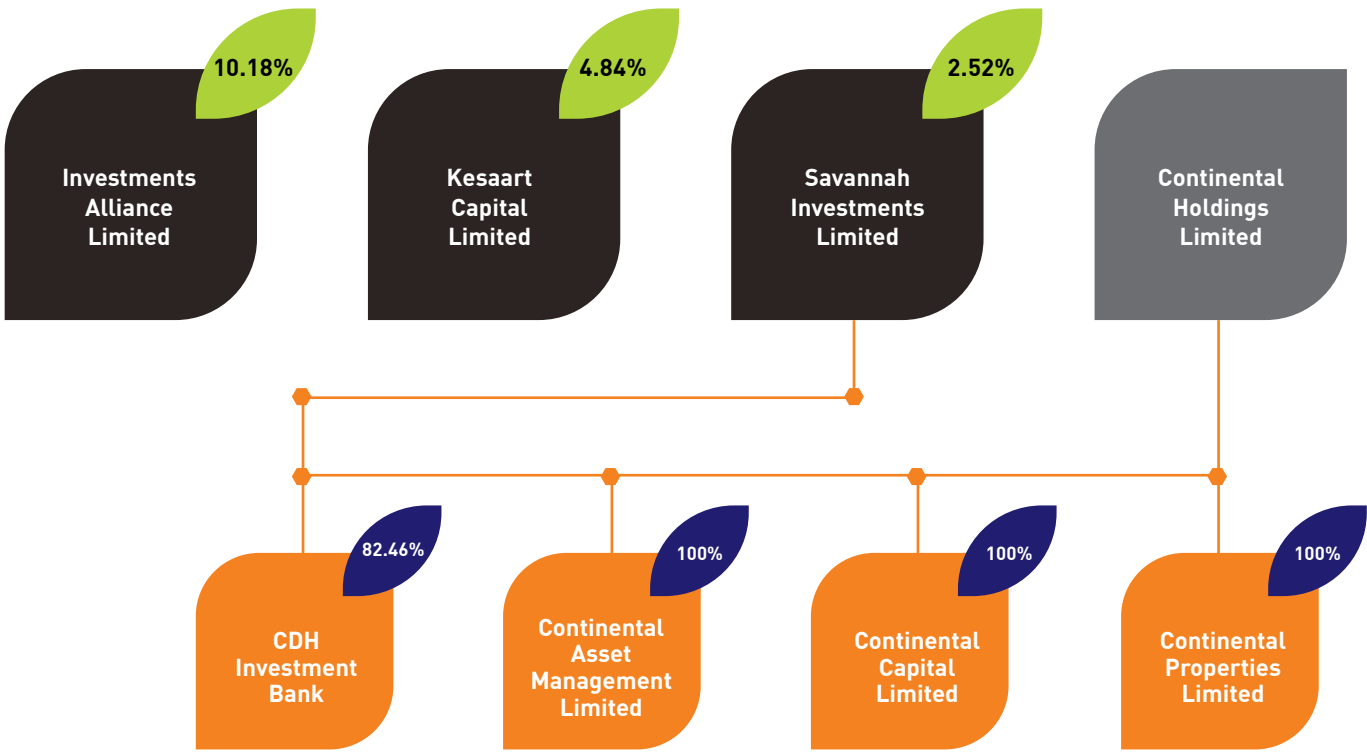 10.18%
Investments
Alliance
Limited
4.84%
Kesaart
Capital
Limited
2.52%
Savannah
Investments
Limited
Continental
Holdings
Limited
82.46%
CDH
Investment
Bank
100%
Continental
Asset
Management
Limited
100%
Continental
Capital
Limited
100%
Continental
Properties
Limited